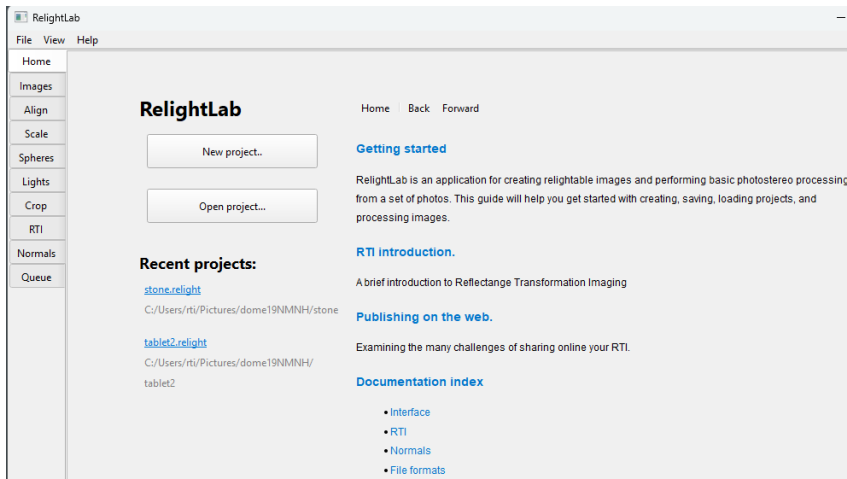 RelightLab
File View Help
Home
Images
Align
Scale
Spheres
Lights
Crop
RTI
Normals
Queue
RelightLab
New project..
Open project...
Recent projects:
stone.relight
C:/Users/rti/Pictures/dome19NMNH/stone
tablet2.relight
C:/Users/rti/Pictures/dome19NMNH/
tablet2
Home Back Forward
Getting started
RelightLab is an application for creating relightable images and performing basic photostereo processing
from a set of photos. This guide will help you get started with creating, saving, loading projects, and
processing images.
RTI introduction.
A brief introduction to Reflectange Transformation Imaging
Publishing on the web.
Examining the many challenges of sharing online your RTI.
Documentation index
• Interface
• RTI
• Normals
• File formats